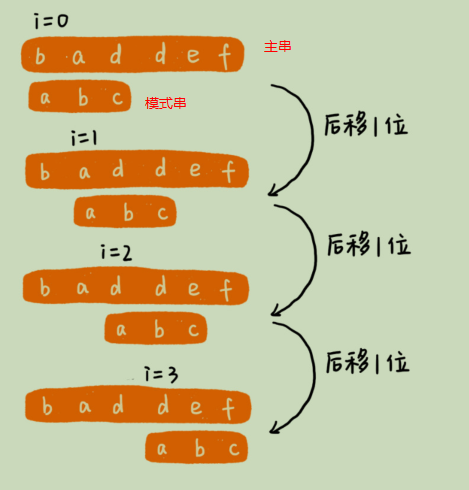 i=0
b a d d e f 主串
a b c 模式串
后移1位
i=1
b a d d e f
a b c
后移1位
i=2
b a d d e f
a b c
后移1位
i=3
b a d d e f
a b c